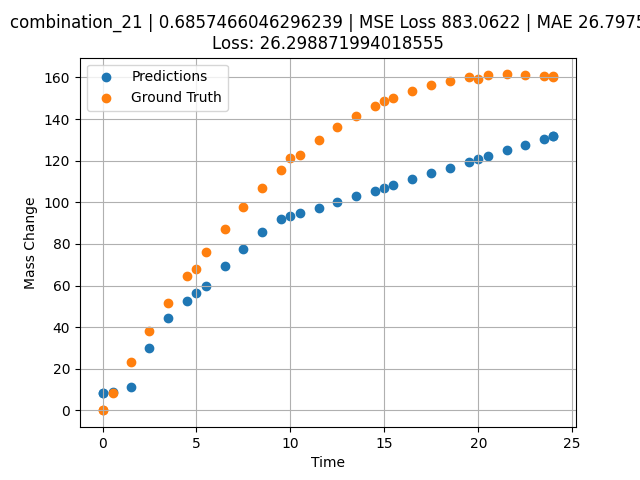 combination_21 | 0.6857466046296239 | MSE Loss 883.0622 | MAE 26.7975
Loss: 26.298871994018555
Predictions
Ground Truth
160
140
120
100
80
60
40
20
0
Mass Change
0 5 10 15 20 25
Time